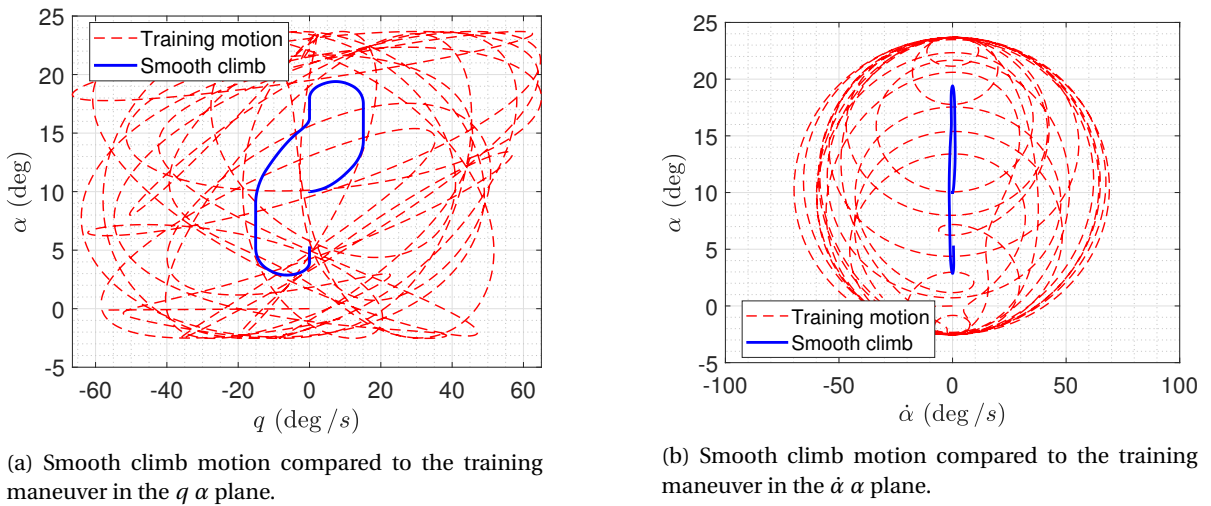 25
20
15
10
5
0
-5
α (deg)
-60 -40 -20 0 20 40 60
q (deg /s)
Training motion
Smooth climb
(a) Smooth climb motion compared to the training
maneuver in the q α plane.
25
20
15
10
5
0
-5
α (deg)
-100 -50 0 50 100
α̇ (deg /s)
Training motion
Smooth climb
(b) Smooth climb motion compared to the training
maneuver in the α̇ α plane.